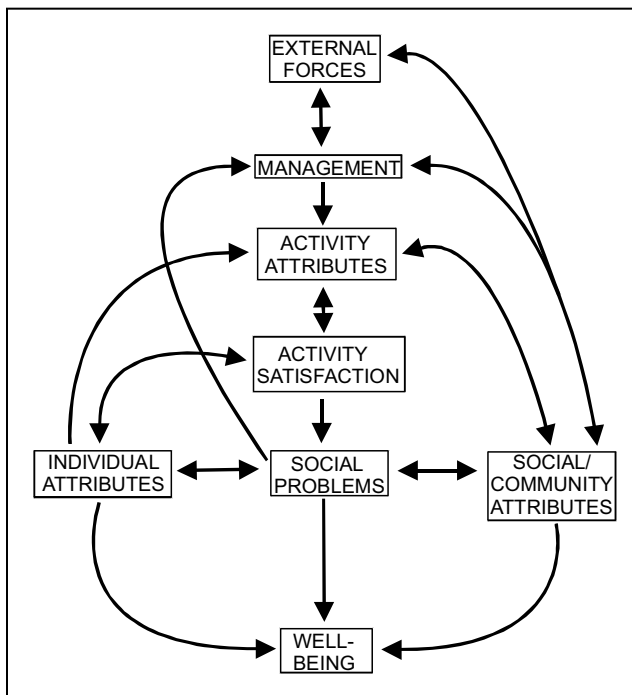 EXTERNAL
FORCES
MANAGEMENT
ACTIVITY
ATTRIBUTES
ACTIVITY
SATISFACTION
INDIVIDUAL
ATTRIBUTES
SOCIAL
PROBLEMS
SOCIAL/
COMMUNITY
ATTRIBUTES
WELL-
BEING